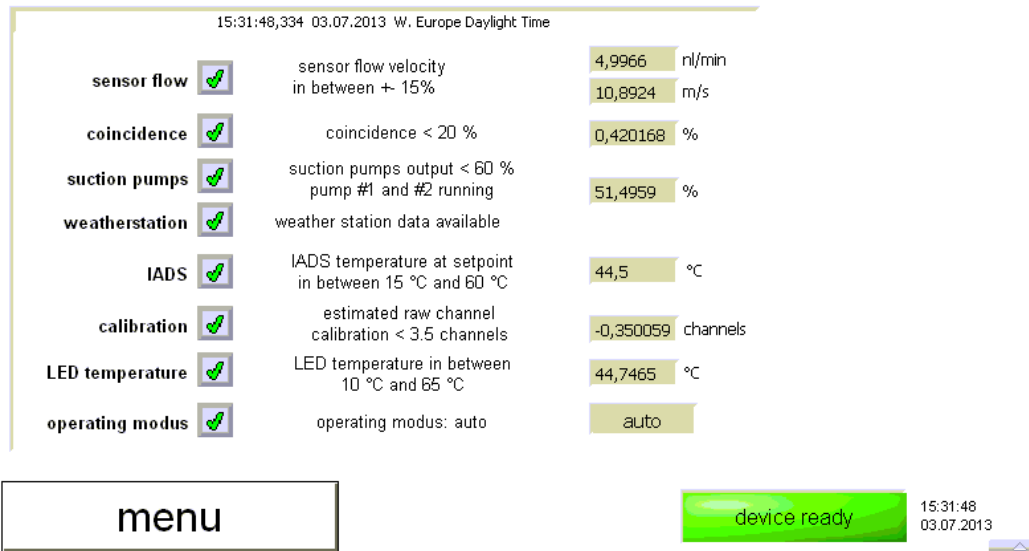 15:31:48,334 03.07.2013 W. Europe Daylight Time
sensor flow
sensor flow velocity
in between +- 15%
4,9966 nl/min
10,8924 m/s
coincidence
coincidence < 20 %
0,420168 %
suction pumps
suction pumps output < 60 %
pump #1 and #2 running
51,4959 %
weatherstation
weather station data available
IADS
IADS temperature at setpoint
in between 15 °C and 60 °C
44,5 °C
calibration
estimated raw channel
calibration < 3.5 channels
-0,350059 channels
LED temperature
LED temperature in between
10 °C and 65 °C
44,7465 °C
operating modus
operating modus: auto
auto
menu
device ready
15:31:48
03.07.2013